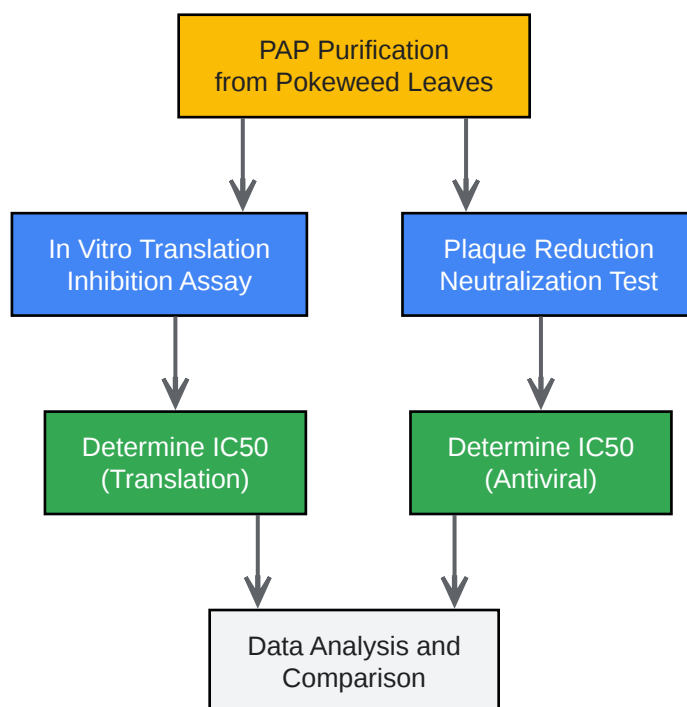 PAP Purification
from Pokeweed Leaves
In Vitro Translation
Inhibition Assay
Plaque Reduction
Neutralization Test
Determine IC50
(Translation)
Determine IC50
(Antiviral)
Data Analysis and
Comparison